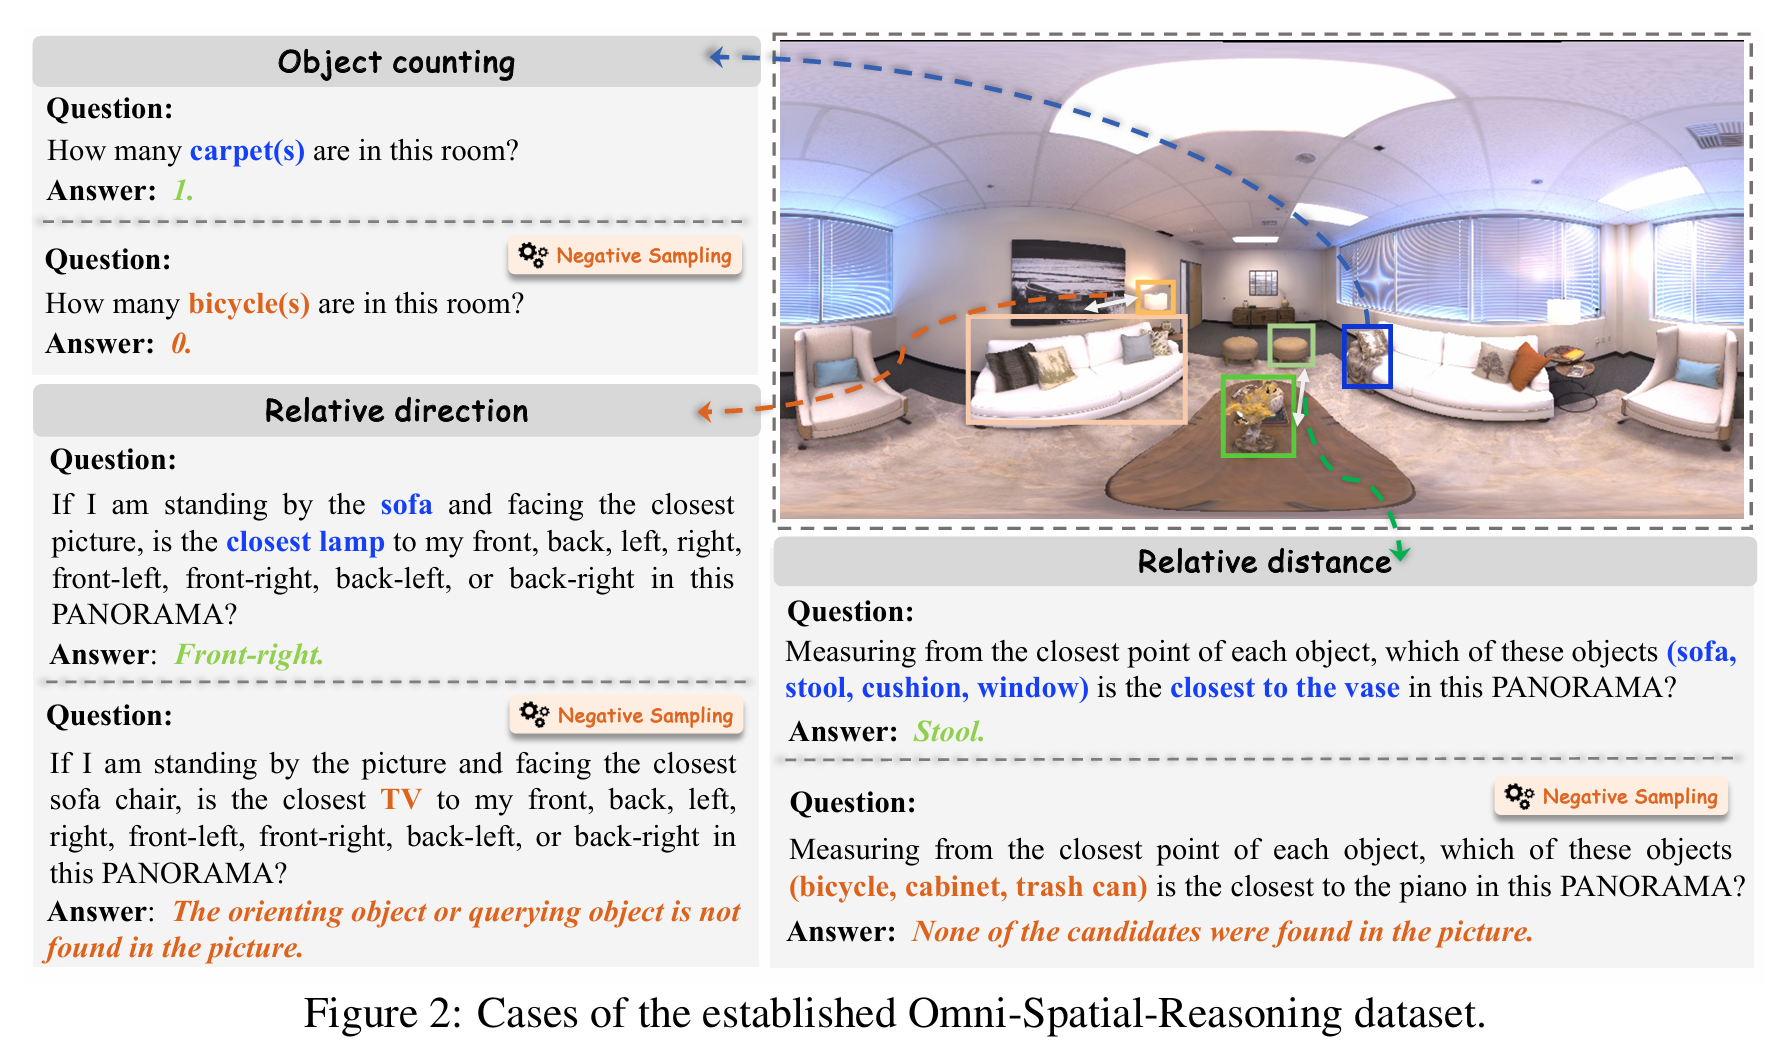 Object counting
Question:
How many carpet(s) are in this room?
Answer: 1.
Question:
Negative Sampling
How many bicycle(s) are in this room?
Answer: 0.
Relative direction
Question:
If I am standing by the sofa and facing the closest
picture, is the closest lamp to my front, back, left, right,
front-left, front-right, back-left, or back-right in this
PANORAMA?
Answer: Front-right.
Question:
Negative Sampling
If I am standing by the picture and facing the closest
sofa chair, is the closest TV to my front, back, left,
right, front-left, front-right, back-left, or back-right in
this PANORAMA?
Answer: The orienting object or querying object is not
found in the picture.
Relative distance
Question:
Measuring from the closest point of each object, which of these objects (sofa,
stool, cushion, window) is the closest to the vase in this PANORAMA?
Answer: Stool.
Question:
Negative Sampling
Measuring from the closest point of each object, which of these objects
(bicycle, cabinet, trash can) is the closest to the piano in this PANORAMA?
Answer: None of the candidates were found in the picture.
Figure 2: Cases of the established Omni-Spatial-Reasoning dataset.